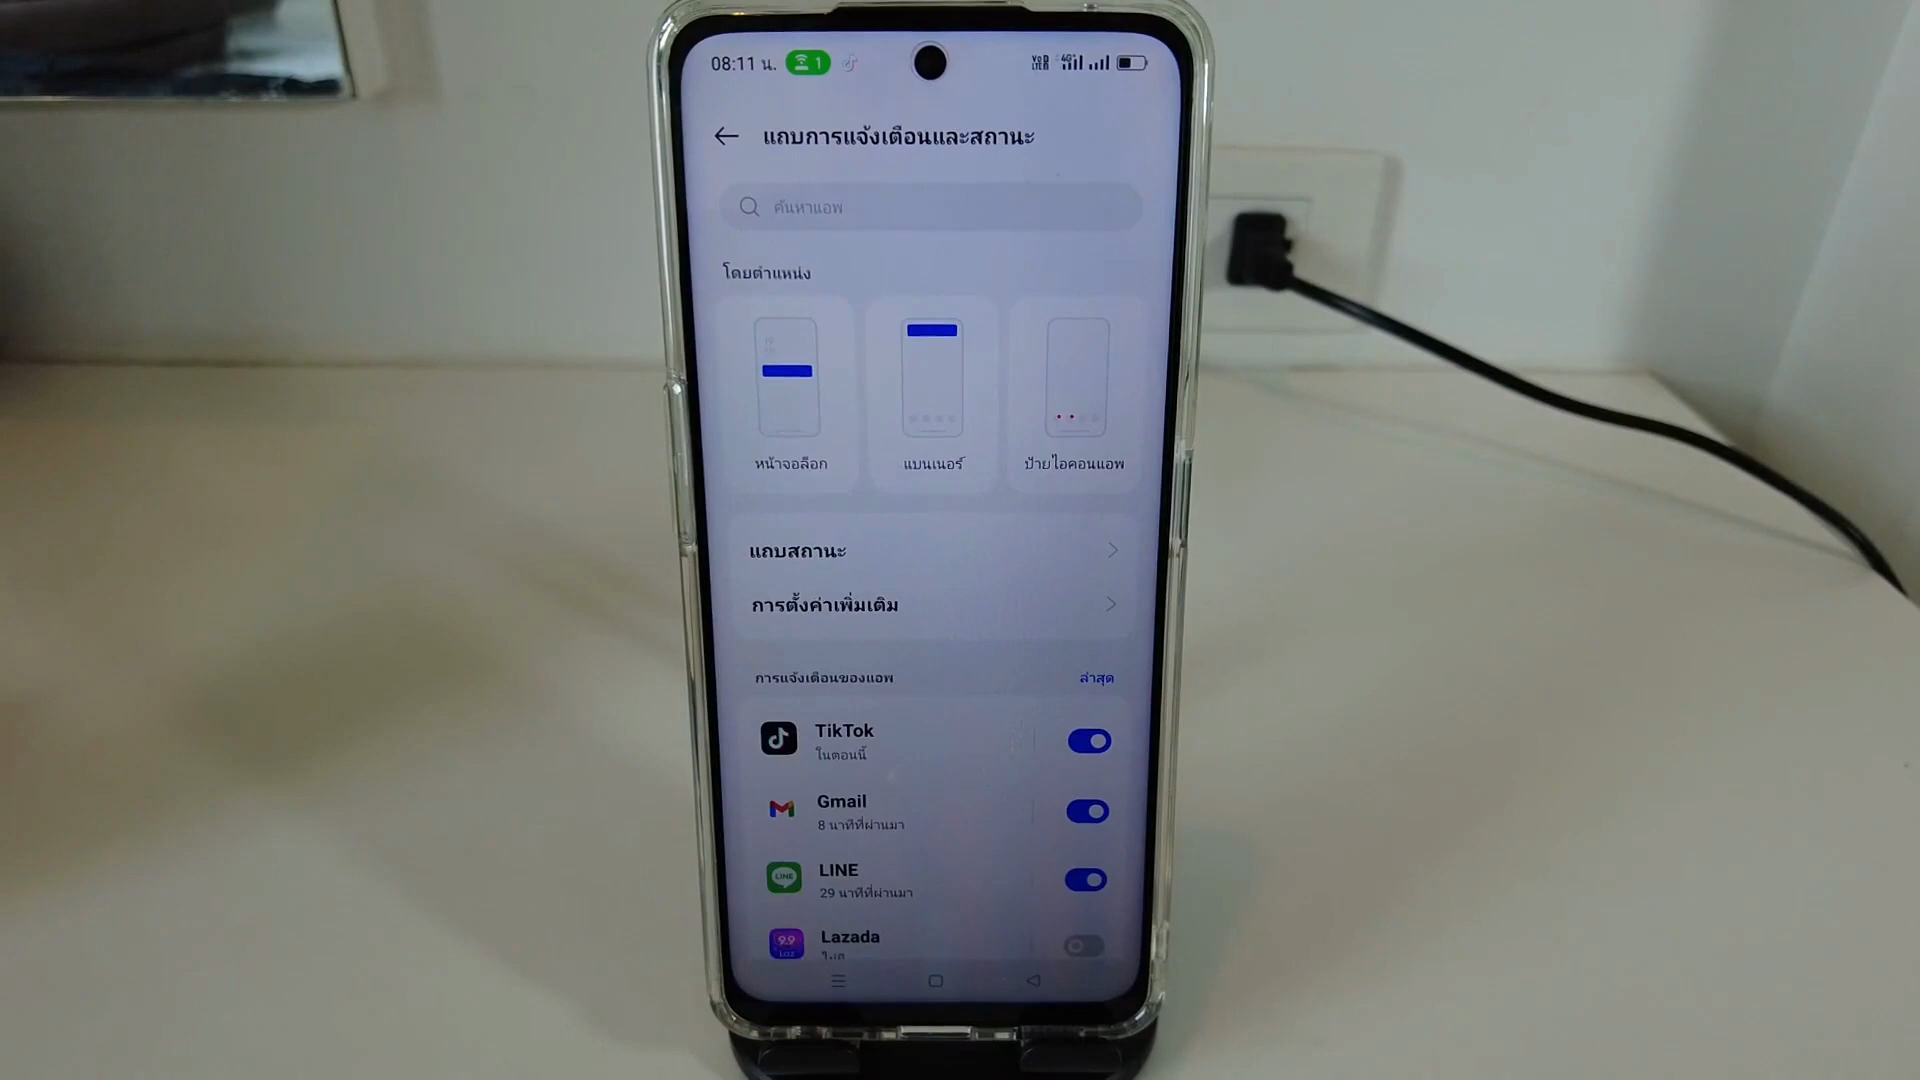 08:11 น. 1 4G+
แถบการแจ้งเตือนและสถานะ
ค้นหาแอพ
โดยตำแหน่ง
หน้าจอล็อก แบนเนอร์ ป้ายไอคอนแอพ
แถบสถานะ
การตั้งค่าเพิ่มเติม
การแจ้งเตือนของแอพ ล่าสุด
TikTok
ในตอนนี้
Gmail
8 นาทีที่ผ่านมา
LINE
LINE
29 นาทีที่ผ่านมา
9.9
LAZ
Lazada